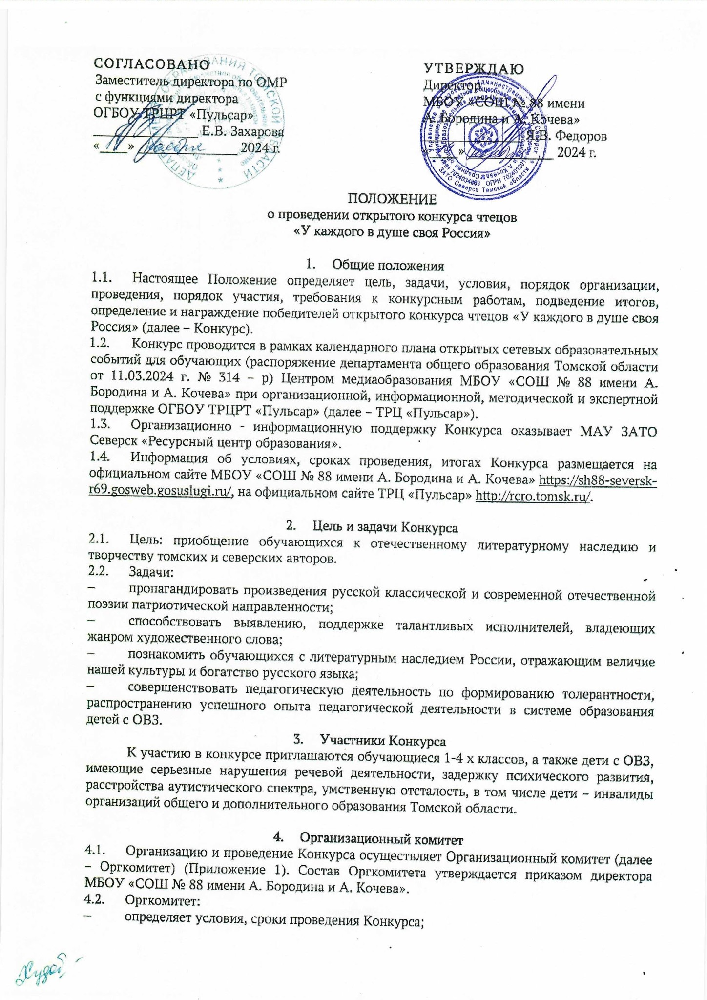 СОГЛАСОВАНО
Заместитель директора по ОМР
с функциями директора
ОГБОУ ТРЦРТ «Пульсар»
Е.В. Захарова
« » 2024 г.
УТВЕРЖДАЮ
Директор
МБОУ «СОШ № 88 имени
А. Бородина и А. Кочева»
Я.В. Федоров
« » 2024 г.
ПОЛОЖЕНИЕ
о проведении открытого конкурса чтецов
«У каждого в душе своя Россия»
1. Общие положения
1.1. Настоящее Положение определяет цель, задачи, условия, порядок организации,
проведения, порядок участия, требования к конкурсным работам, подведение итогов,
определение и награждение победителей открытого конкурса чтецов «У каждого в душе своя
Россия» (далее – Конкурс).
1.2. Конкурс проводится в рамках календарного плана открытых сетевых образовательных
событий для обучающих (распоряжение департамента общего образования Томской области
от 11.03.2024 г. № 314 – р) Центром медиаобразования МБОУ «СОШ № 88 имени А.
Бородина и А. Кочева» при организационной, информационной, методической и экспертной
поддержке ОГБОУ ТРЦРТ «Пульсар» (далее – ТРЦ «Пульсар»).
1.3. Организационно - информационную поддержку Конкурса оказывает МАУ ЗАТО
Северск «Ресурсный центр образования».
1.4. Информация об условиях, сроках проведения, итогах Конкурса размещается на
официальном сайте МБОУ «СОШ № 88 имени А. Бородина и А. Кочева» https://sh88-seversk-
r69.gosweb.gosuslugi.ru/, на официальном сайте ТРЦ «Пульсар» http://rcro.tomsk.ru/.
2. Цель и задачи Конкурса
2.1. Цель: приобщение обучающихся к отечественному литературному наследию и
творчеству томских и северских авторов.
2.2. Задачи:
– пропагандировать произведения русской классической и современной отечественной
поэзии патриотической направленности;
– способствовать выявлению, поддержке талантливых исполнителей, владеющих
жанром художественного слова;
– познакомить обучающихся с литературным наследием России, отражающим величие
нашей культуры и богатство русского языка;
– совершенствовать педагогическую деятельность по формированию толерантности,
распространению успешного опыта педагогической деятельности в системе образования
детей с ОВЗ.
3. Участники Конкурса
К участию в конкурсе приглашаются обучающиеся 1-4 х классов, а также дети с ОВЗ,
имеющие серьезные нарушения речевой деятельности, задержку психического развития,
расстройства аутистического спектра, умственную отсталость, в том числе дети – инвалиды
организаций общего и дополнительного образования Томской области.
4. Организационный комитет
4.1. Организацию и проведение Конкурса осуществляет Организационный комитет (далее
– Оргкомитет) (Приложение 1). Состав Оргкомитета утверждается приказом директора
МБОУ «СОШ № 88 имени А. Бородина и А. Кочева».
4.2. Оргкомитет:
– определяет условия, сроки проведения Конкурса;